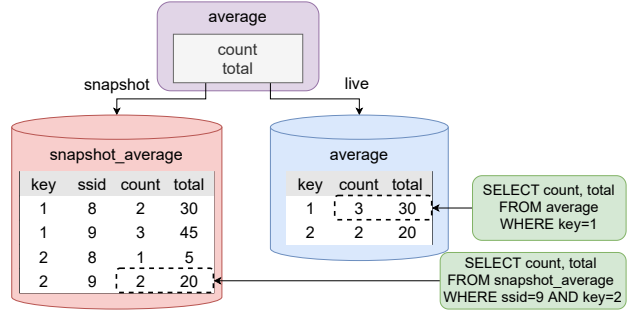 average
count
total
snapshot
live
snapshot_average
key ssid count total
1 8 2 30
1 9 3 45
2 8 1 5
2 9 2 20
average
key count total
1 3 30
2 2 20
SELECT count, total
FROM average
WHERE key=1
SELECT count, total
FROM snapshot_average
WHERE ssid=9 AND key=2